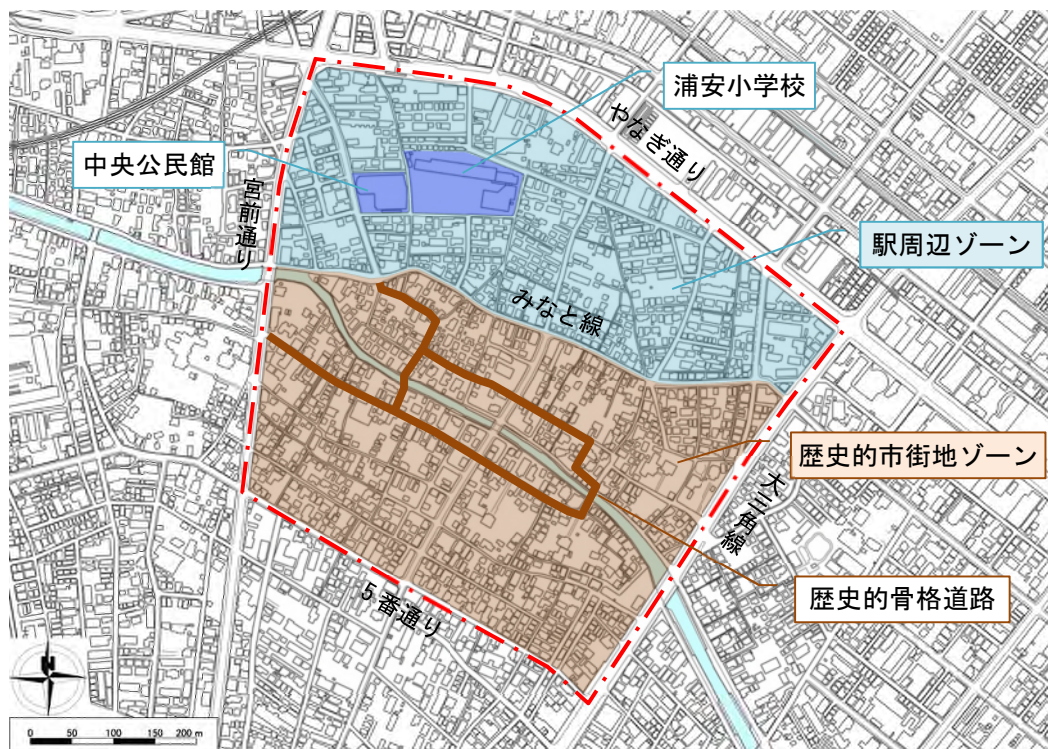 浦安小学校
やなぎ通り
中央公民館
宮前通り
駅周辺ゾーン
みなと線
歴史的市街地ゾーン
大三角線
歴史的骨格道路
5番通り
N
0 50 100 150 200 m